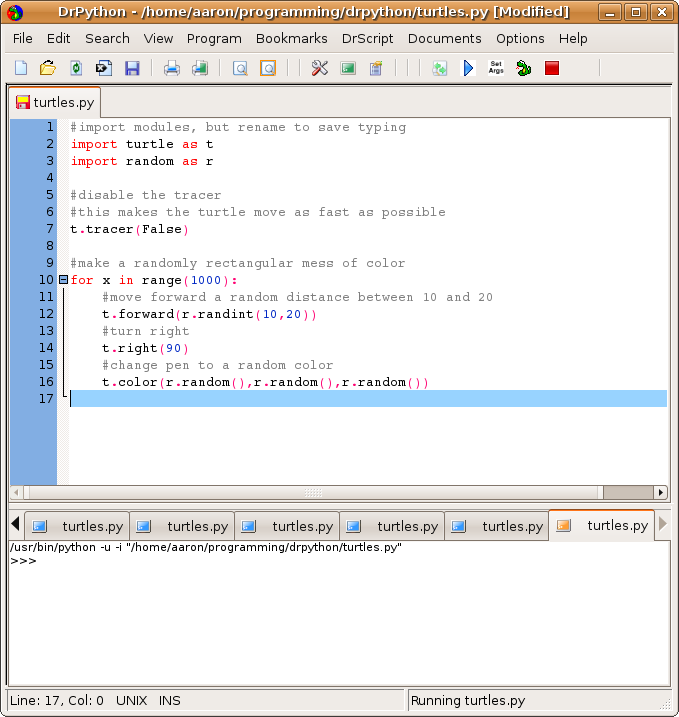 DrPython - /home/aaron/programming/drpython/turtles.py [Modified]
File Edit Search View Program Bookmarks DrScript Documents Options Help
Set Args
turtles.py
1 #import modules, but rename to save typing
2 import turtle as t
3 import random as r
4
5 #disable the tracer
6 #this makes the turtle move as fast as possible
7 t.tracer(False)
8
9 #make a randomly rectangular mess of color
10 for x in range(1000):
11     #move forward a random distance between 10 and 20
12     t.forward(r.randint(10,20))
13     #turn right
14     t.right(90)
15     #change pen to a random color
16     t.color(r.random(),r.random(),r.random())
17
turtles.py turtles.py turtles.py turtles.py turtles.py turtles.py
/usr/bin/python -u -i "/home/aaron/programming/drpython/turtles.py"
>>>
Line: 17, Col: 0 UNIX INS Running turtles.py